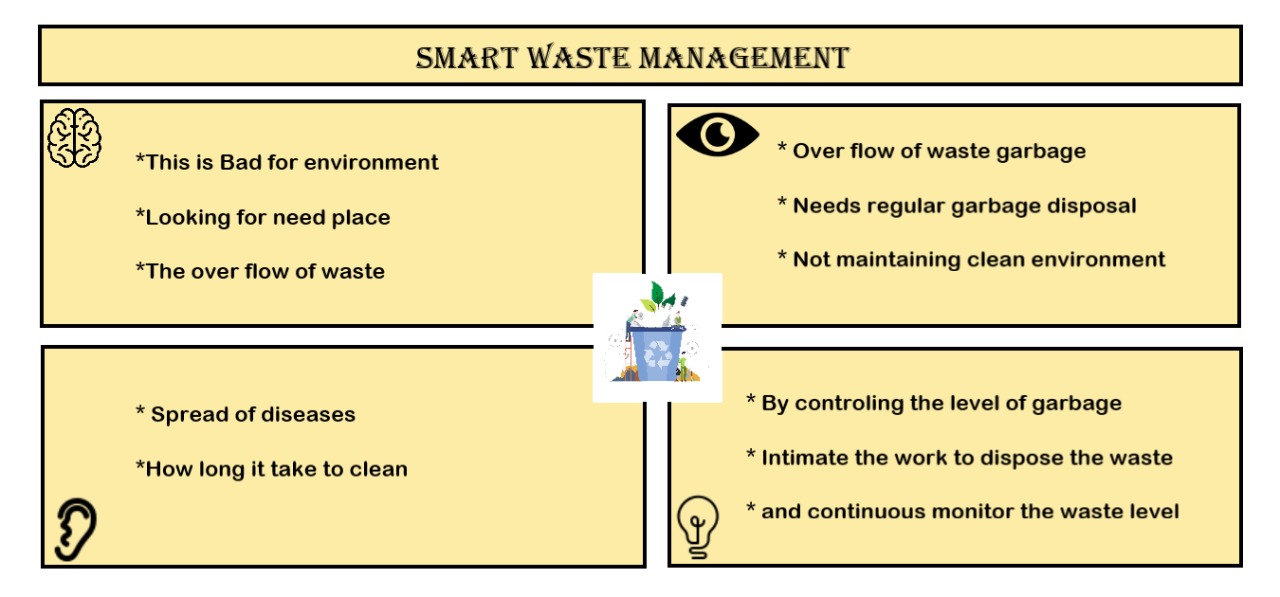 SMART WASTE MANAGEMENT
*This is Bad for environment
*Looking for need place
*The over flow of waste
* Over flow of waste garbage
* Needs regular garbage disposal
* Not maintaining clean environment
* Spread of diseases
*How long it take to clean
* By controling the level of garbage
* Intimate the work to dispose the waste
* and continuous monitor the waste level